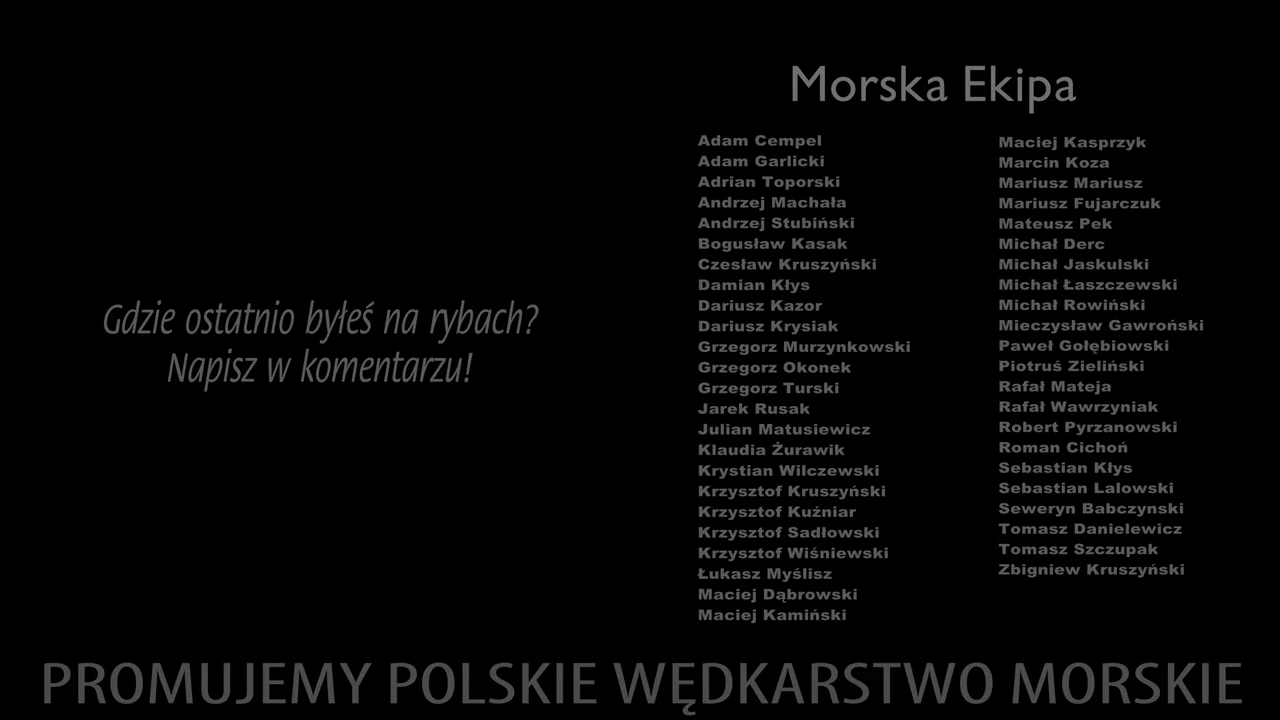 Gdzie ostatnio byłeś na rybach?
Napisz w komentarzu!
Morska Ekipa
Adam Cempel
Adam Garlicki
Adrian Toporski
Andrzej Machała
Andrzej Stubiński
Bogusław Kasak
Czesław Kruszyński
Damian Kłys
Dariusz Kazor
Dariusz Krysiak
Grzegorz Murzynkowski
Grzegorz Okonek
Grzegorz Turski
Jarek Rusak
Julian Matusiewicz
Klaudia Żurawik
Krystian Wilczewski
Krzysztof Kruszyński
Krzysztof Kuźniar
Krzysztof Sadłowski
Krzysztof Wiśniewski
Łukasz Myślisz
Maciej Dąbrowski
Maciej Kamiński
Maciej Kasprzyk
Marcin Koza
Mariusz Mariusz
Mariusz Fujarczuk
Mateusz Pek
Michał Derc
Michał Jaskulski
Michał Łaszczewski
Michał Rowiński
Mieczysław Gawroński
Paweł Gołębiowski
Piotruś Zieliński
Rafał Mateja
Rafał Wawrzyniak
Robert Pyrzanowski
Roman Cichoń
Sebastian Kłys
Sebastian Lalowski
Seweryn Babczynski
Tomasz Danielewicz
Tomasz Szczupak
Zbigniew Kruszyński
PROMUJEMY POLSKIE WĘDKARSTWO MORSKIE